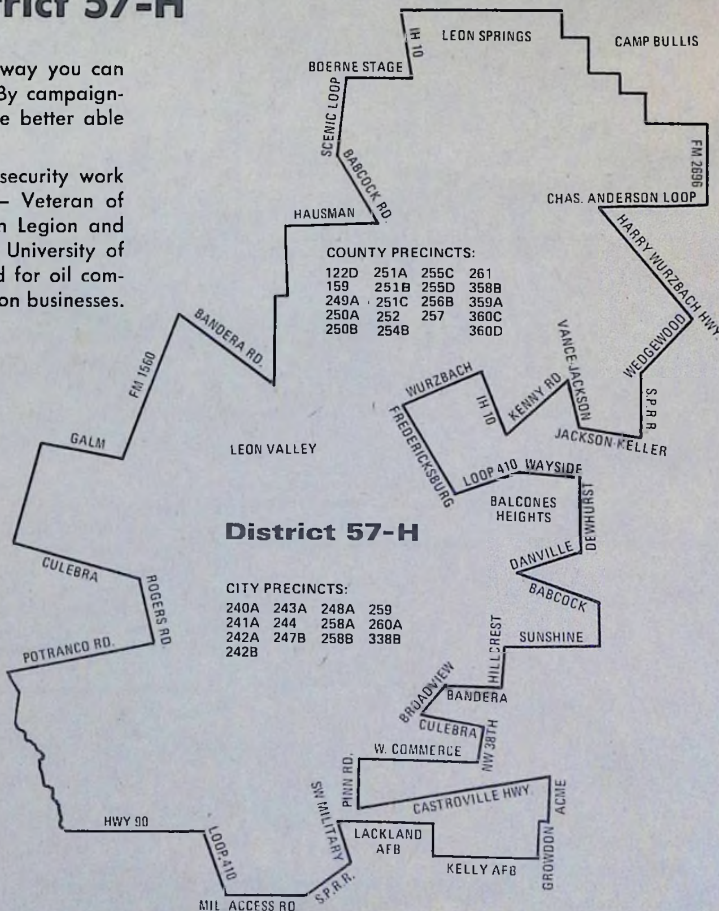 trict 57-H
way you can
By campaign-
e better able
security work
— Veteran of
n Legion and
University of
d for oil com-
on businesses.
IH 10
LEON SPRINGS
CAMP BULLIS
BOERNE STAGE
SCENIC LOOP
BABCOCK RD.
FM 2696
CHAS. ANDERSON LOOP
HAUSMAN
HARRY WURZBACH HWY.
COUNTY PRECINCTS:
122D 251A 255C 261
159 251B 255D 358B
249A 251C 256B 359A
250A 252 257 360C
250B 254B 360D
BANDERA RD.
FM 1560
WEDGEWOOD
VANCE-JACKSON
WURZBACH
IH 10
KENNY RD
S.P.R.R.
FREDERICKSBURG
JACKSON-KELLER
GALM
LEON VALLEY
LOOP 410
WAYSIDE
BALCONES
HEIGHTS
DEWHURST
District 57-H
DANVILLE
CULEBRA
BABCOCK
CITY PRECINCTS:
240A 243A 248A 259
241A 244 258A 260A
242A 247B 258B 338B
242B
ROGERS RD.
SUNSHINE
POTRANCO RD.
HILLCREST
BROADVIEW
BANDERA
CULEBRA
NW 38TH
W. COMMERCE
PINN RD.
CASTROVILLE HWY.
ACME
SW MILITARY
HWY 90
LACKLAND
AFB
LOOP 410
KELLY AFB
GROWDON
S.P.R.R.
MIL ACCESS RD